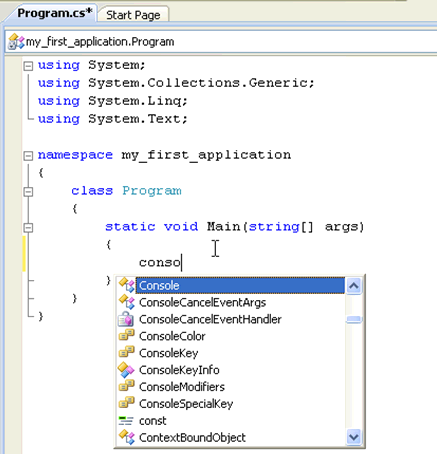 Program.cs* Start Page
my_first_application.Program
using System;
using System.Collections.Generic;
using System.Linq;
using System.Text;
namespace my_first_application
{
class Program
{
static void Main(string[] args)
{
conso
}
}
}
Console
ConsoleCancelEventArgs
ConsoleCancelEventHandler
ConsoleColor
ConsoleKey
ConsoleKeyInfo
ConsoleModifiers
ConsoleSpecialKey
const
ContextBoundObject